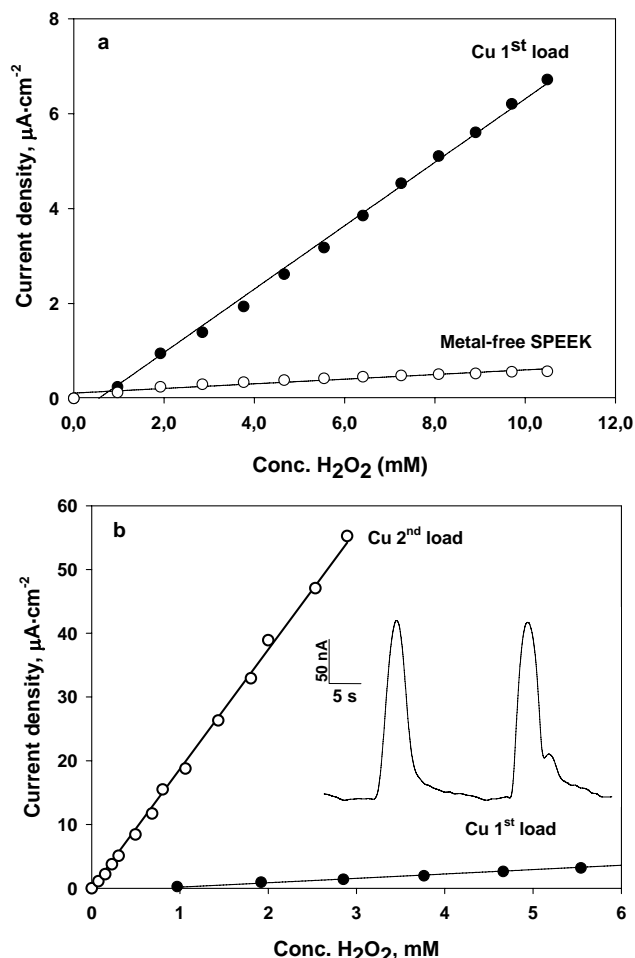 a
Cu 1st load
Metal-free SPEEK
Current density, µA·cm-2
8
6
4
2
0
0,0 2,0 4,0 6,0 8,0 10,0 12,0
Conc. H2O2 (mM)
b
Cu 2nd load
50 nA
5 s
Cu 1st load
Current density, µA·cm-2
60
50
40
30
20
10
0
0 1 2 3 4 5 6
Conc. H2O2, mM